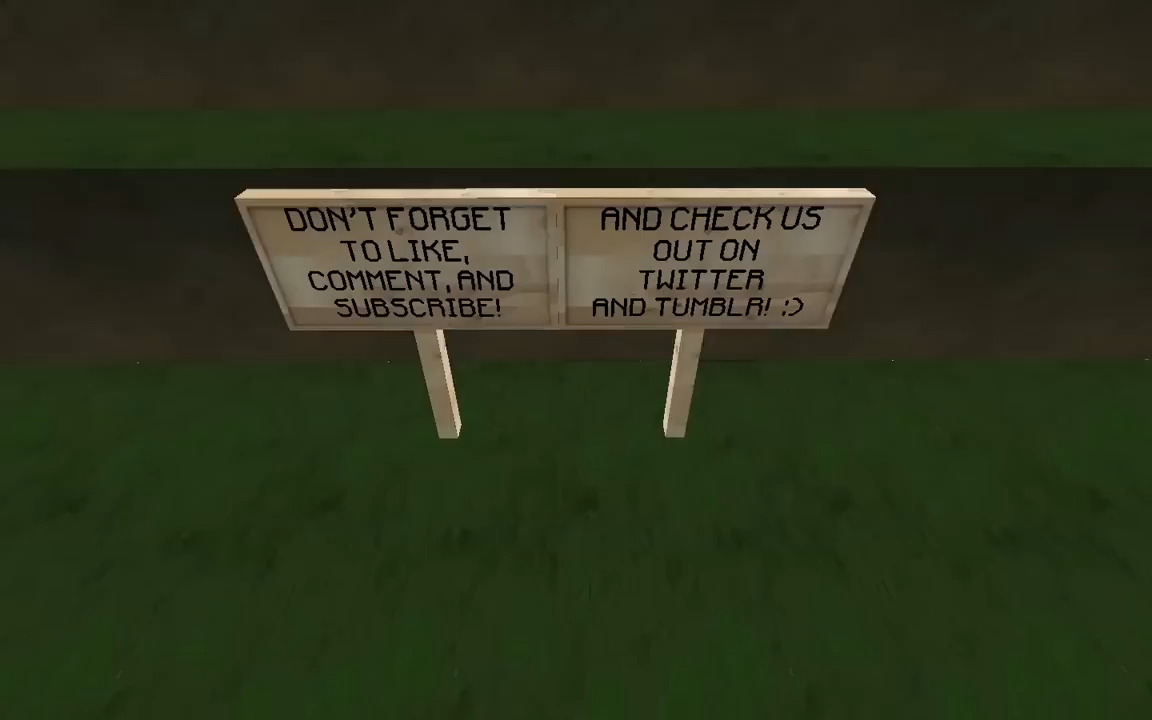 DON'T FORGET
TO LIKE,
COMMENT, AND
SUBSCRIBE!
AND CHECK US
OUT ON
TWITTER
AND TUMBLR! :)